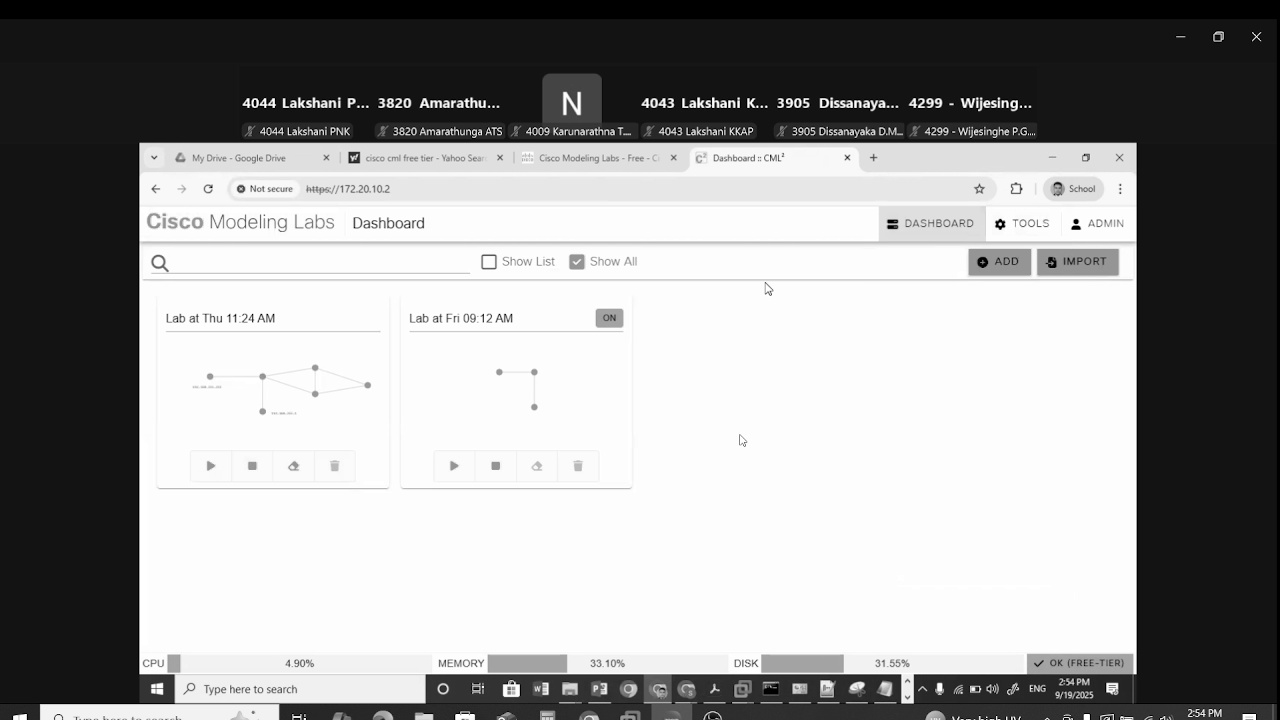 4044 Lakshani P... 3820 Amarathu... N 4043 Lakshani K... 3905 Dissanaya... 4299 - Wijesing...
4044 Lakshani PNK 3820 Amarathunga ATS 4009 Karunarathna T... 4043 Lakshani KKAP 3905 Dissanayaka D.M... 4299 - Wijesinghe P.G....
My Drive - Google Drive cisco cml free tier - Yahoo Sear Cisco Modeling Labs - Free - C Dashboard :: CML²
Not secure https://172.20.10.2 School
Cisco Modeling Labs Dashboard DASHBOARD TOOLS ADMIN
Show List Show All ADD IMPORT
Lab at Thu 11:24 AM Lab at Fri 09:12 AM ON
CPU 4.90% MEMORY 33.10% DISK 31.55% OK (FREE-TIER)
Type here to search ENG 2:54 PM
9/19/2025
Type here to search 2:54 PM